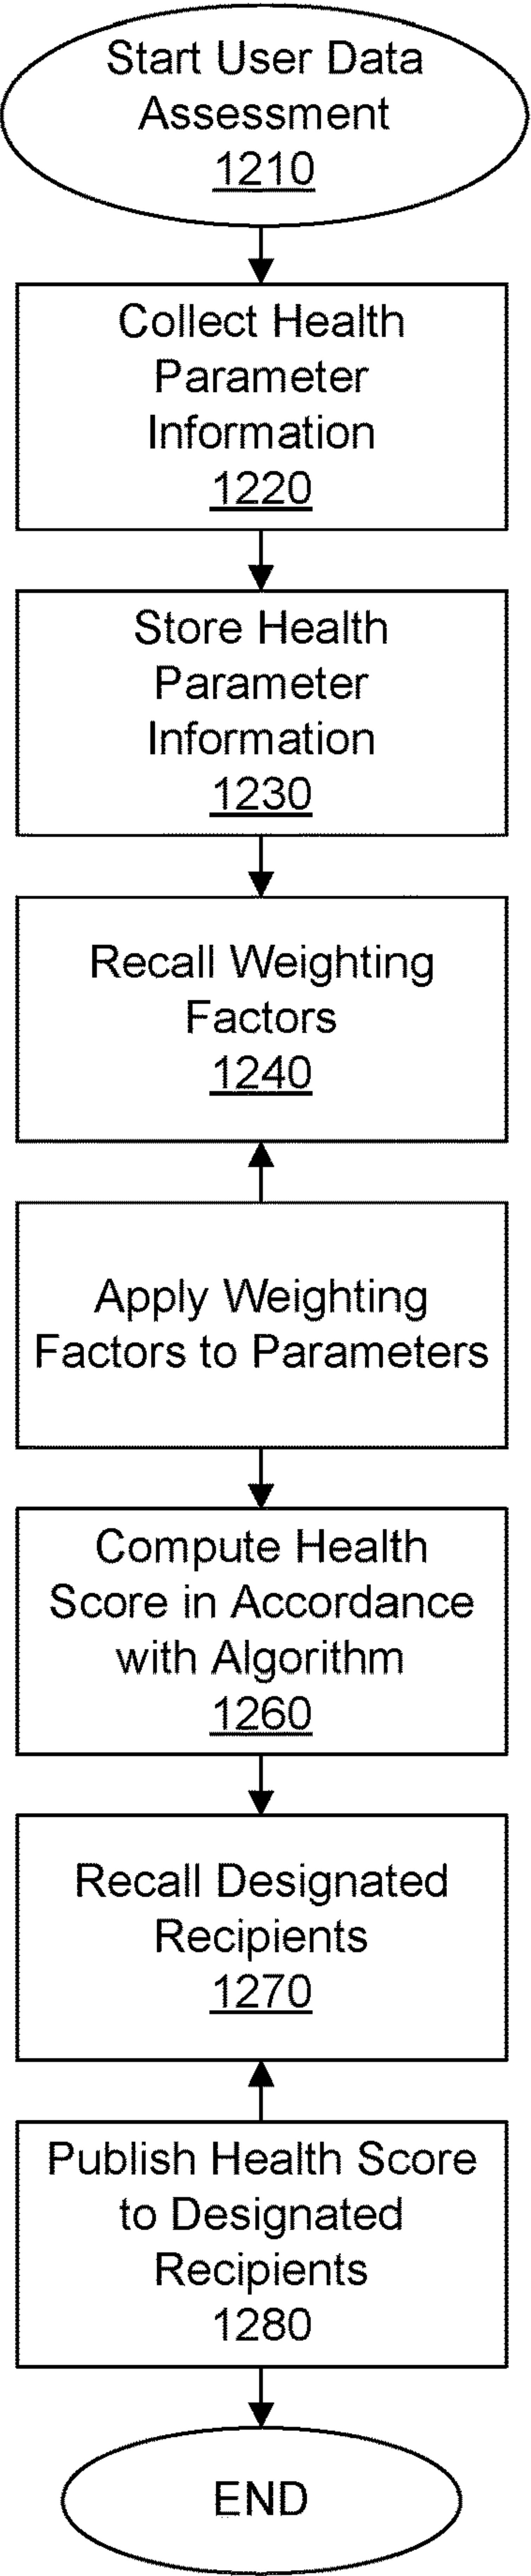 Start User Data
Assessment
1210
Collect Health
Parameter
Information
1220
Store Health
Parameter
Information
1230
Recall Weighting
Factors
1240
Apply Weighting
Factors to Parameters
Compute Health
Score in Accordance
with Algorithm
1260
Recall Designated
Recipients
1270
Publish Health Score
to Designated
Recipients
1280
END